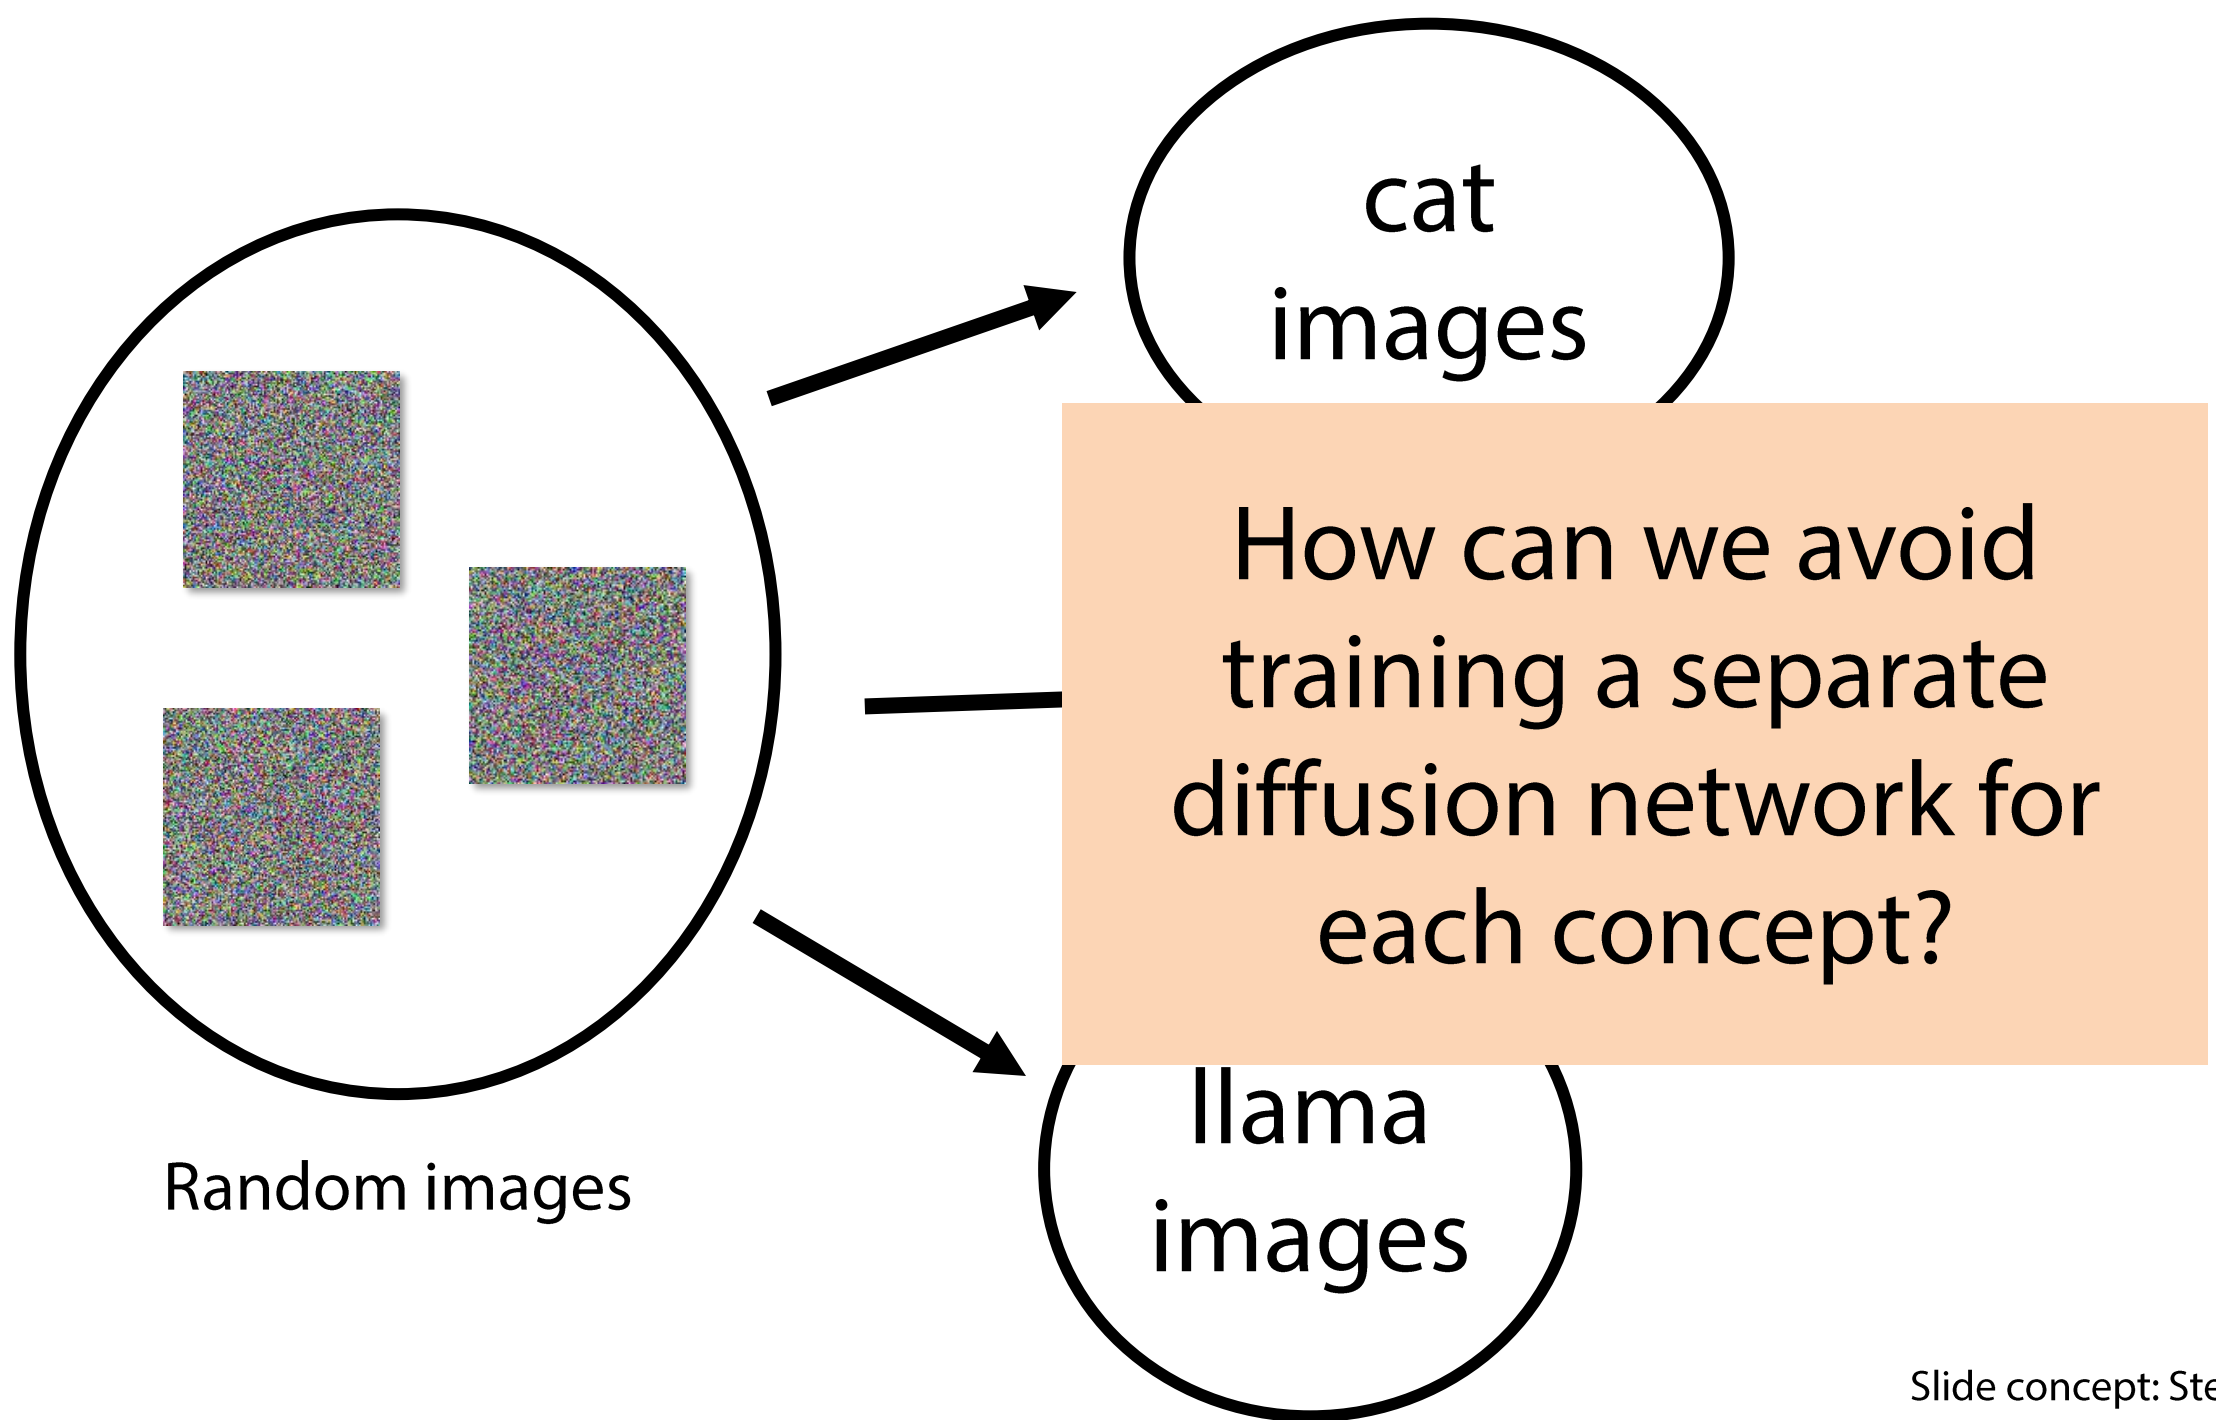 cat
images
How can we avoid
training a separate
diffusion network for
each concept?
llama
images
Random images
Slide concept: